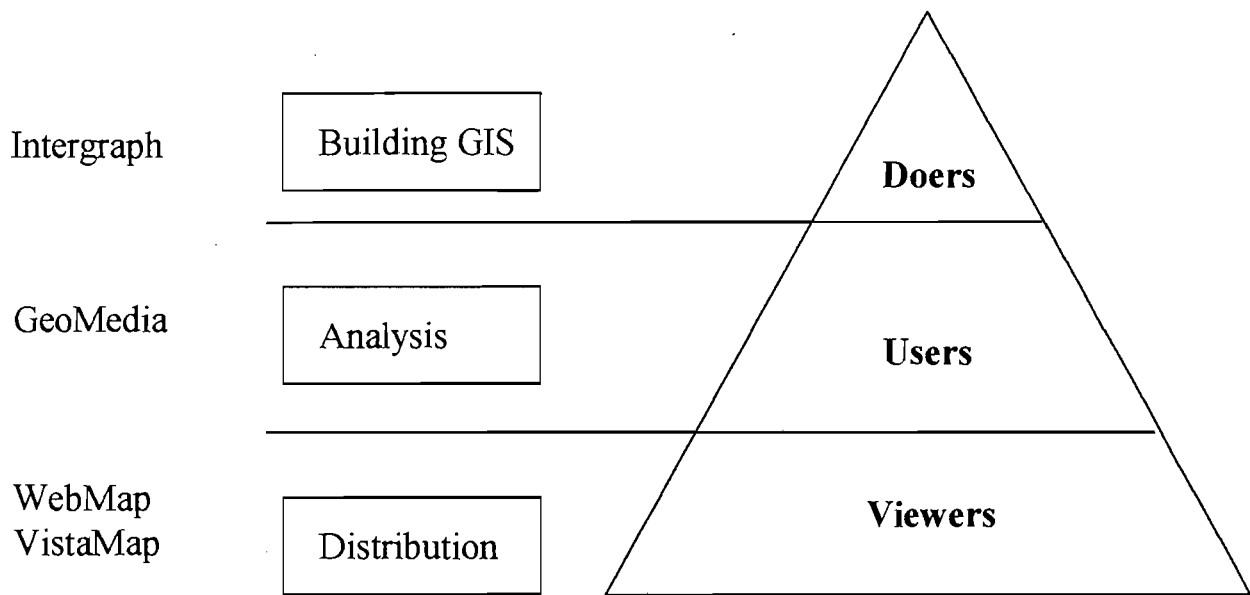 Intergraph
Building GIS
Doers
GeoMedia
Analysis
Users
WebMap
VistaMap
Distribution
Viewers